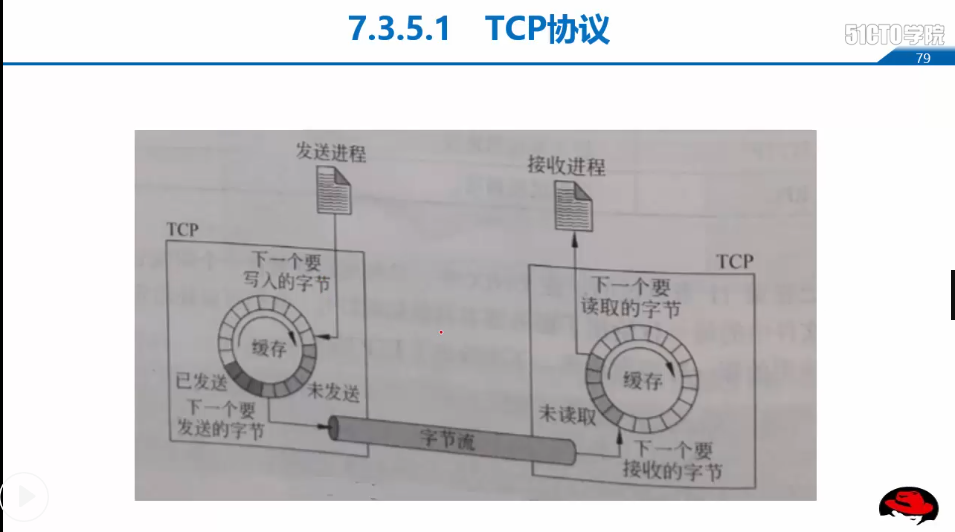 7.3.5.1 TCP协议
51CTO学院
79
发送进程
接收进程
TCP
TCP
下一个要
写入的字节
下一个要
读取的字节
缓存
缓存
已发送
未发送
未读取
下一个要
发送的字节
字节流
下一个要
接收的字节